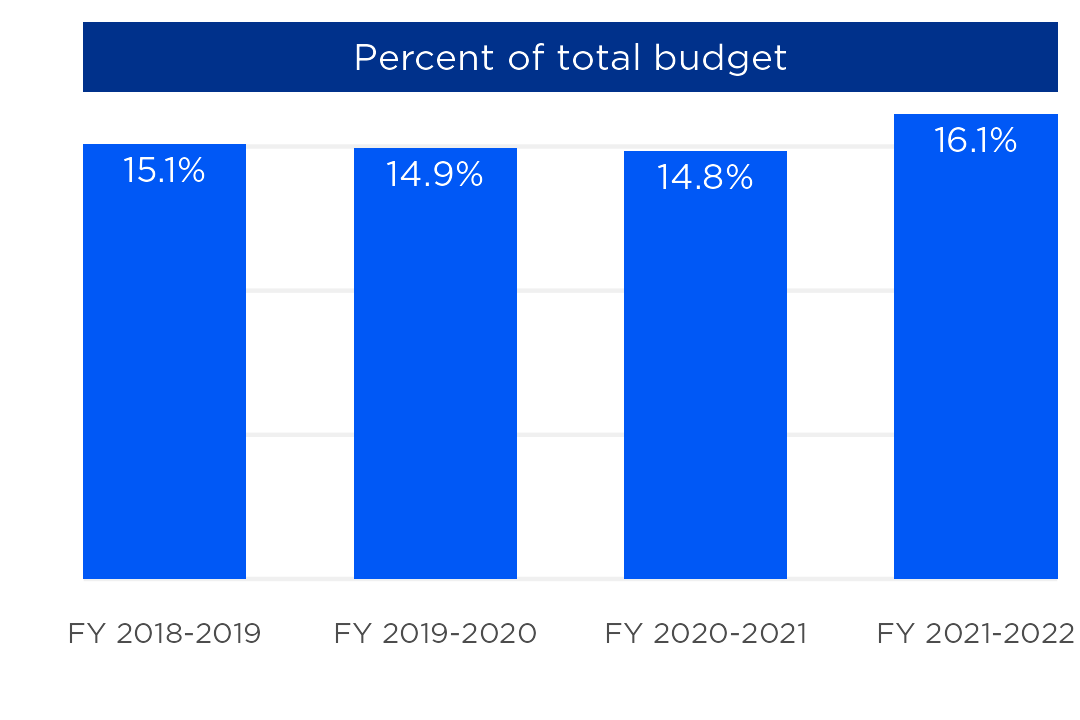 Percent of total budget
15.1%
14.9%
14.8%
16.1%
FY 2018-2019
FY 2019-2020
FY 2020-2021
FY 2021-2022